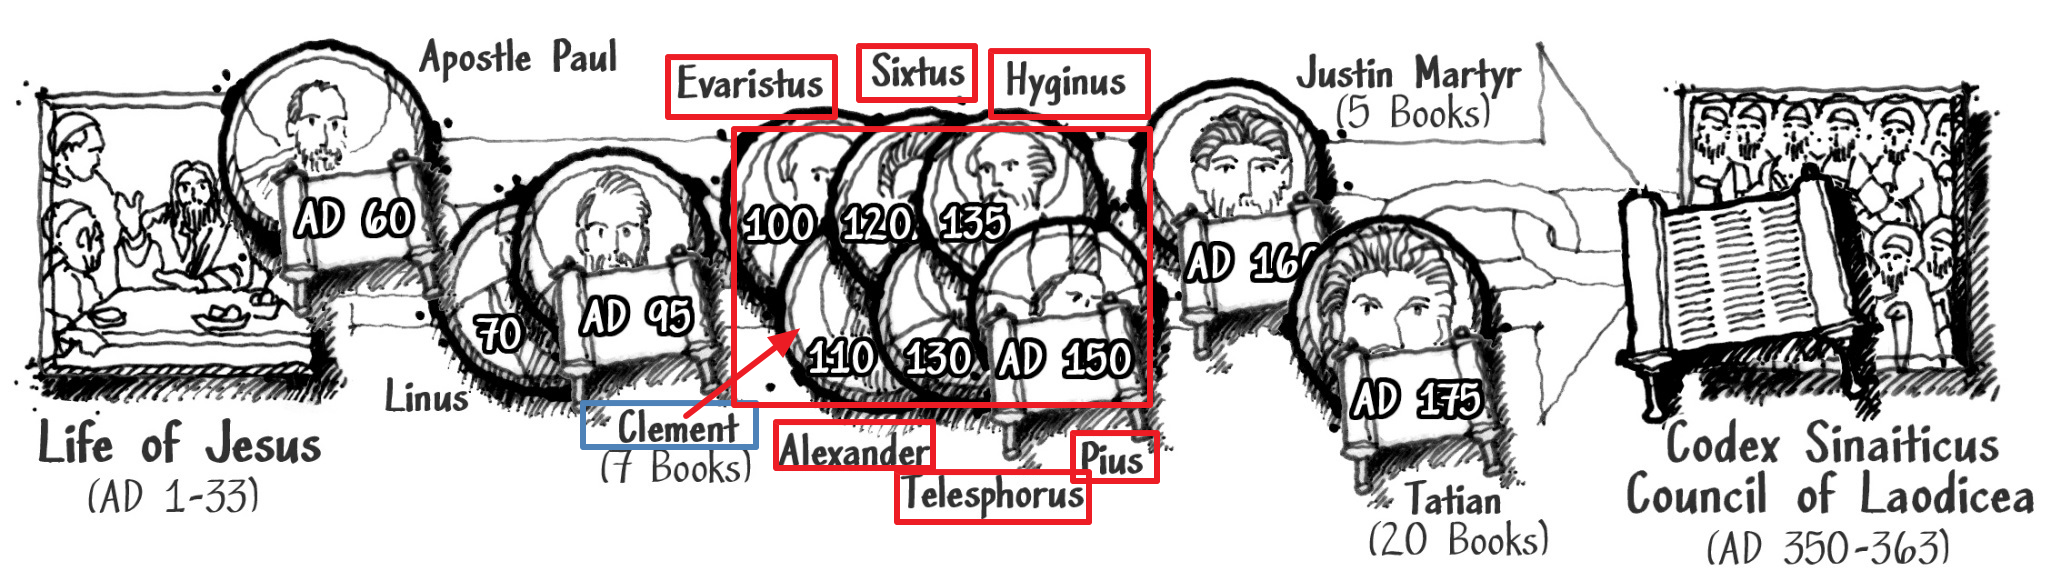 Apostle Paul
Evaristus
Sixtus
Hyginus
Justin Martyr
(5 Books)
AD 60
100
120
135
AD 160
70
AD 95
110
130
AD 150
AD 175
Linus
Clement
(7 Books)
Alexander
Pius
Telesphorus
Tatian
(20 Books)
Life of Jesus
(AD 1-33)
Codex Sinaiticus
Council of Laodicea
(AD 350-363)